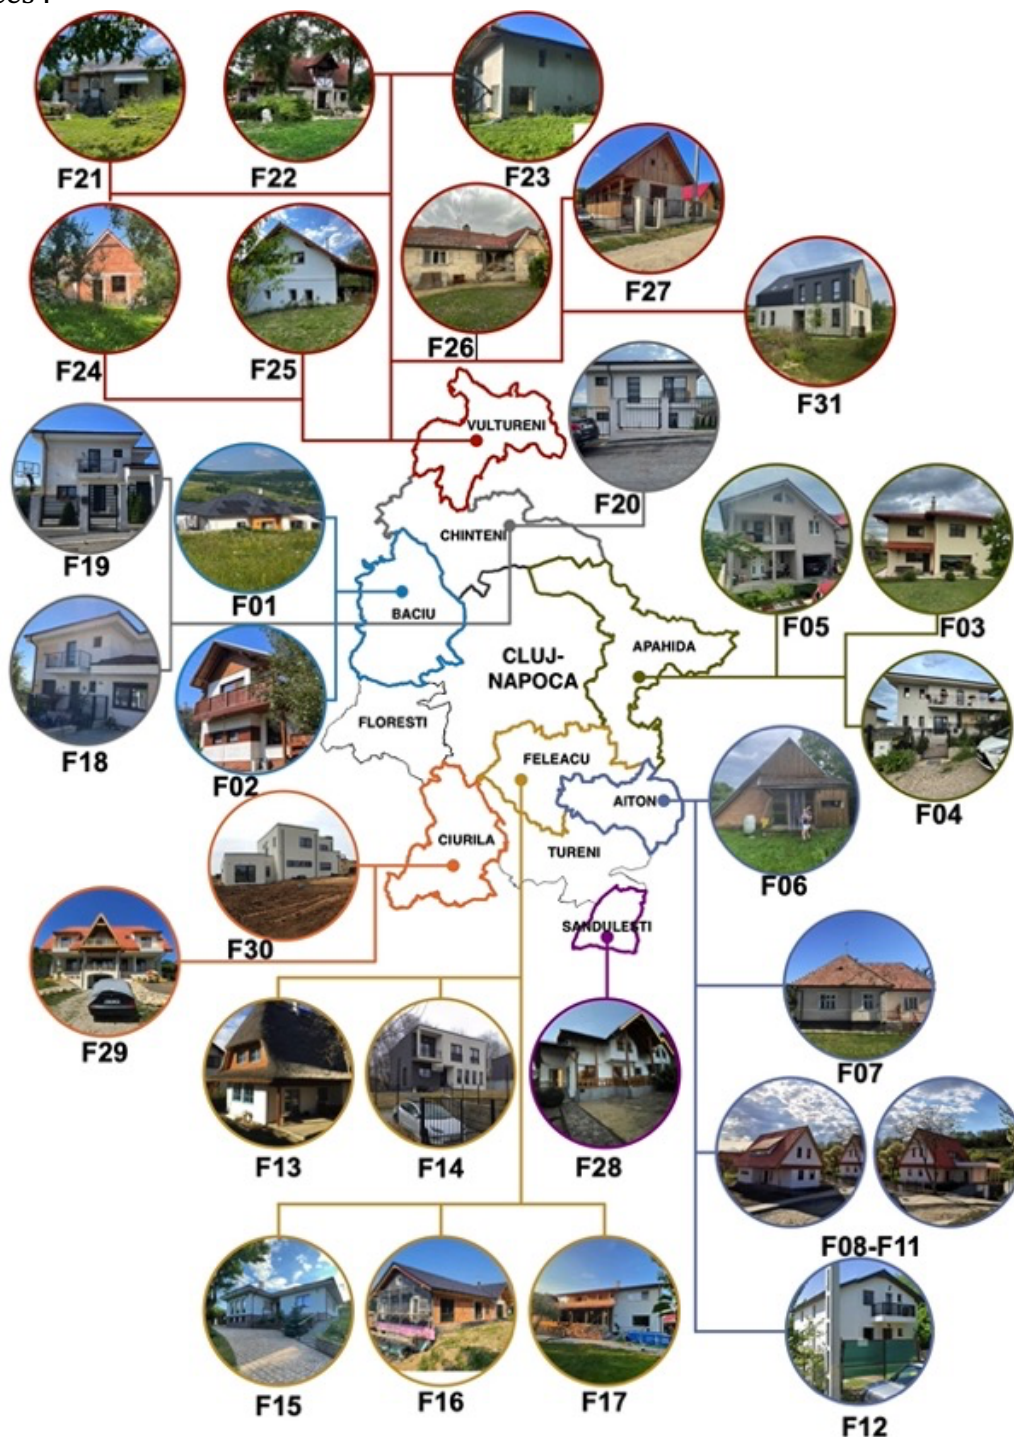 F21
F22
F23
F24
F25
F26
F27
F31
VULTURENI
F19
F01
F20
CHINTENI
BACIU
F05
F03
APAHIDA
CLUJ-
NAPOCA
F18
F02
FLORESTI
FELEACU
F04
AITON
CIURILA
TURENI
F06
F30
SANDULESTI
F29
F07
F13
F14
F28
F08-F11
F15
F16
F17
F12